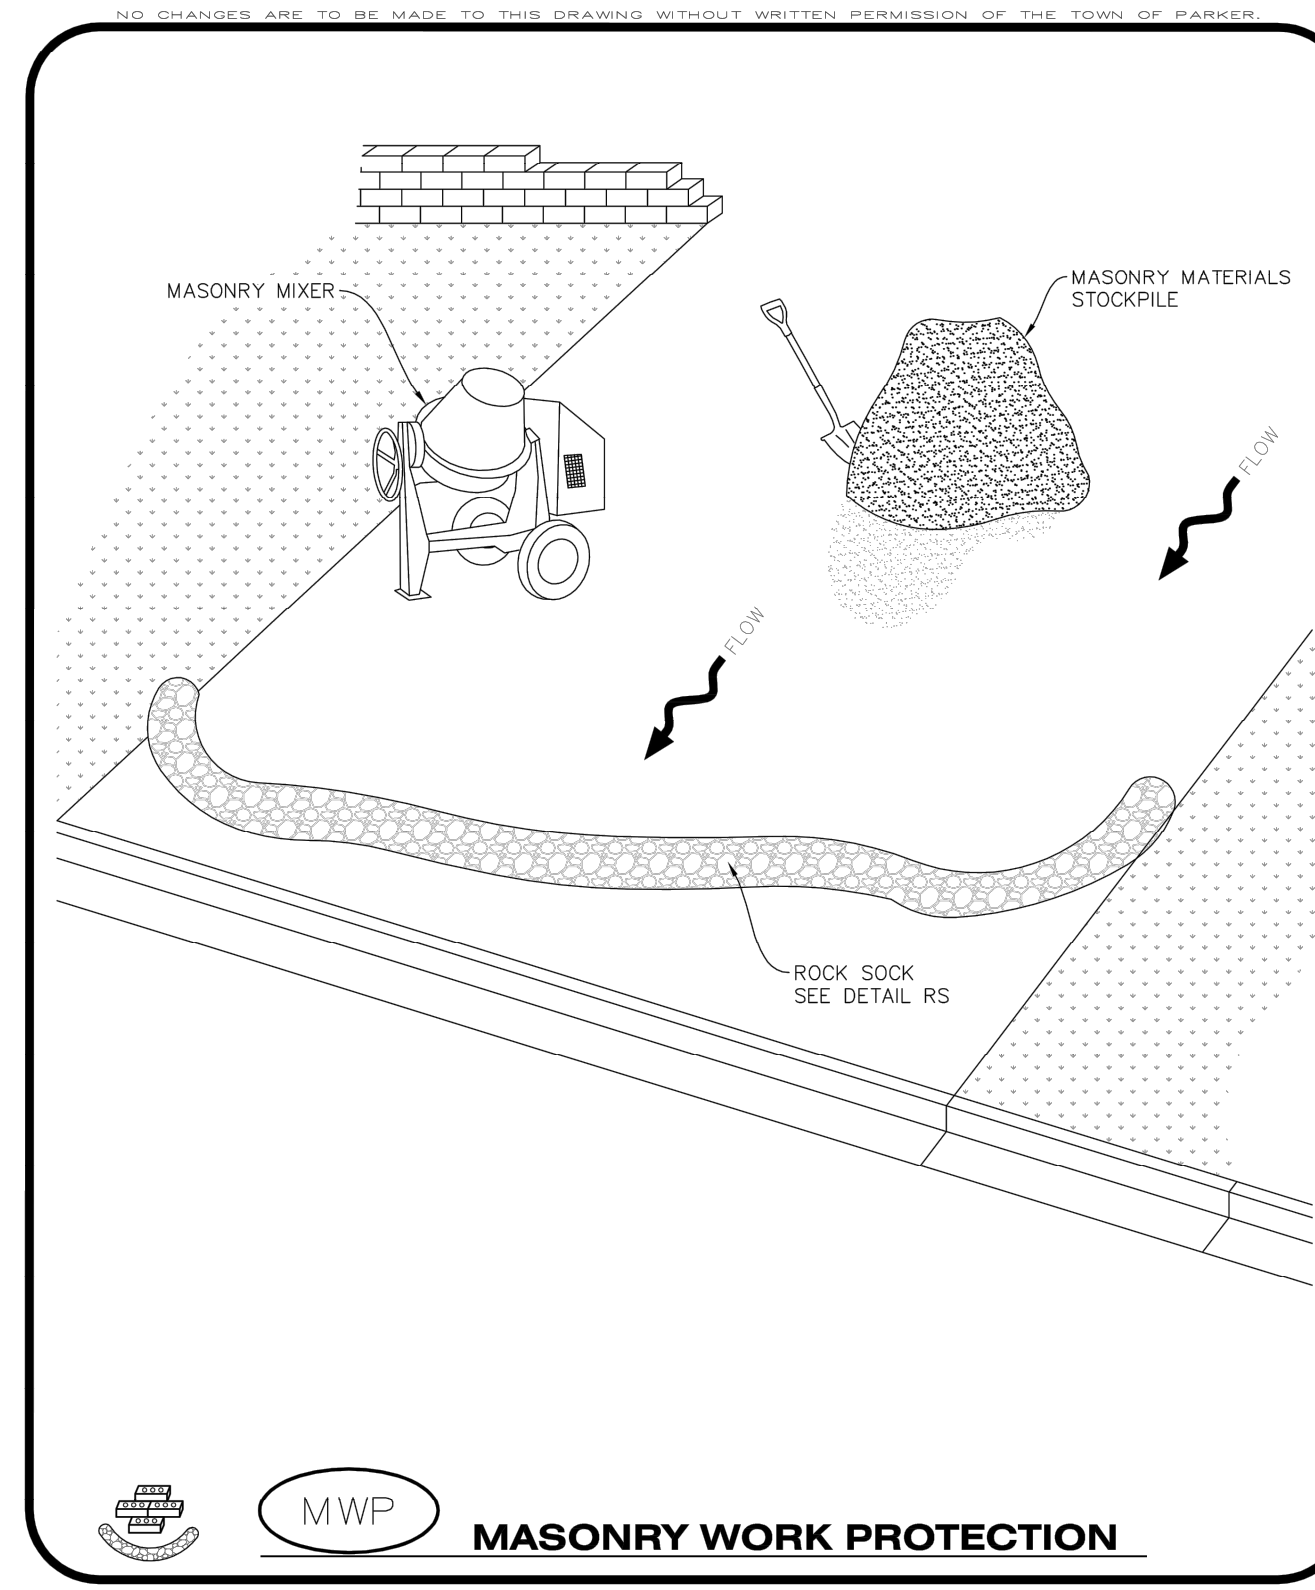 NO CHANGES ARE TO BE MADE TO THIS DRAWING WITHOUT WRITTEN PERMISSION OF THE TOWN OF PARKER.
MASONRY MIXER
MASONRY MATERIALS
STOCKPILE
FLOW
FLOW
ROCK SOCK
SEE DETAIL RS
MWP
MASONRY WORK PROTECTION